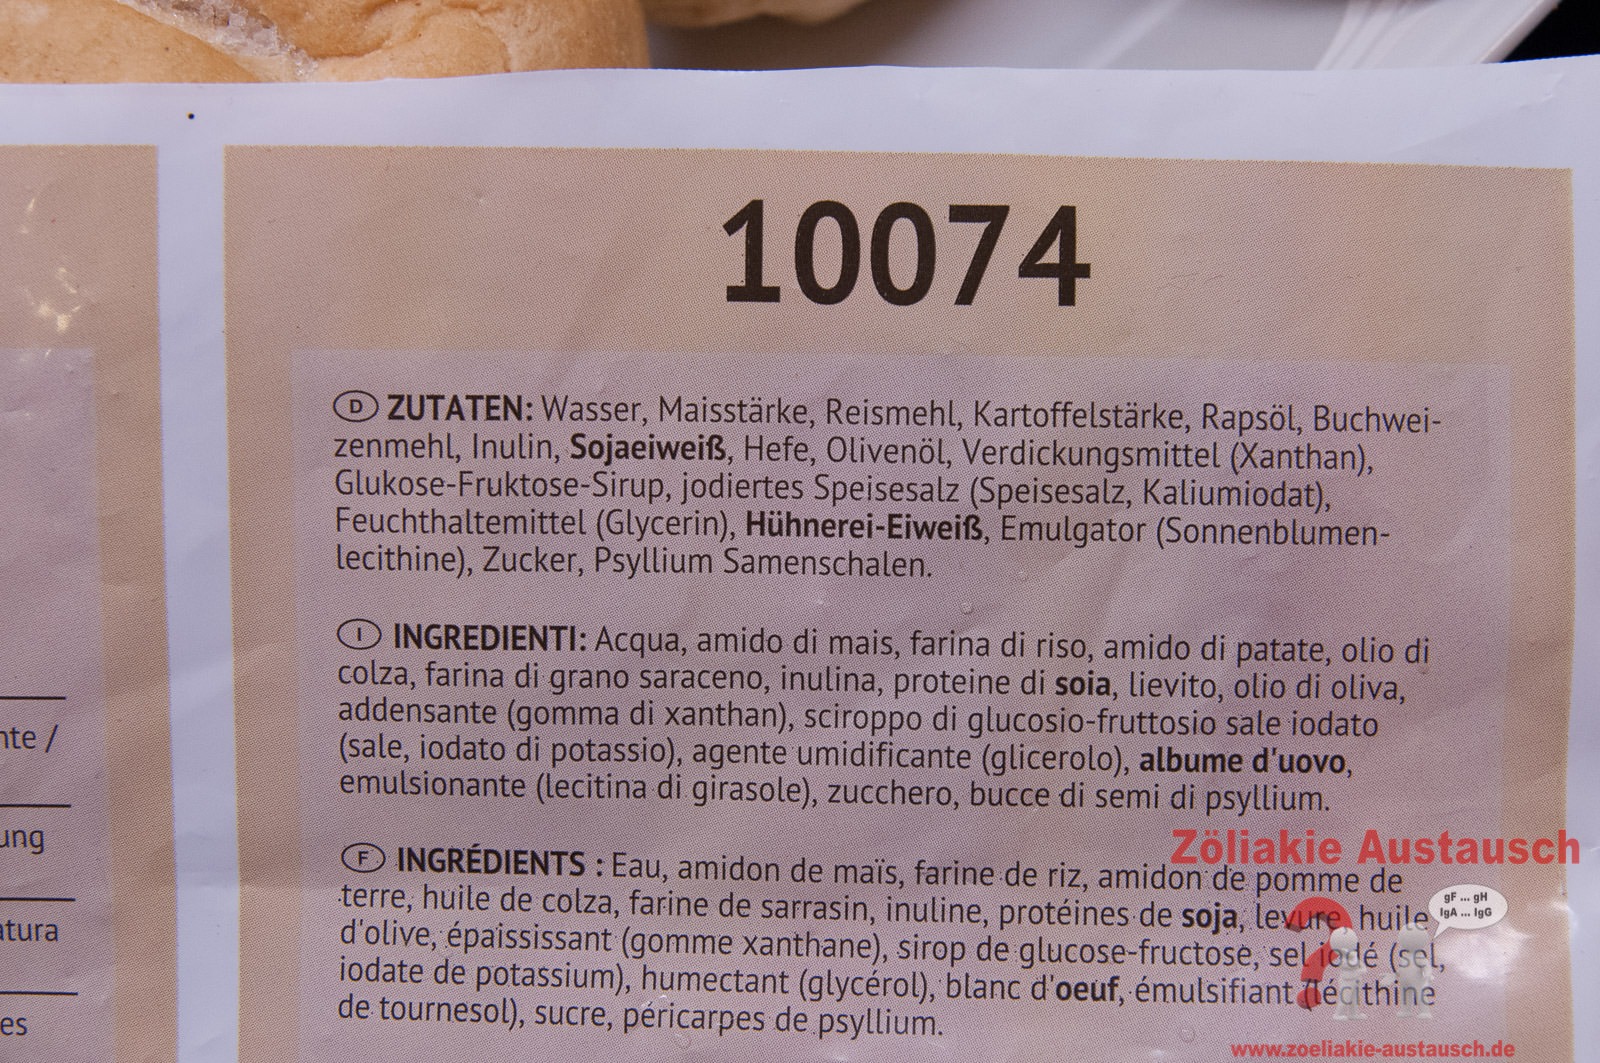 10074
D ZUTATEN: Wasser, Maisstärke, Reismehl, Kartoffelstärke, Rapsöl, Buchwei-
zenmehl, Inulin, Sojaeiweiß, Hefe, Olivenöl, Verdickungsmittel (Xanthan),
Glukose-Fruktose-Sirup, jodiertes Speisesalz (Speisesalz, Kaliumiodat),
Feuchthaltemittel (Glycerin), Hühnerei-Eiweiß, Emulgator (Sonnenblumen-
lecithine), Zucker, Psyllium Samenschalen.
I INGREDIENTI: Acqua, amido di mais, farina di riso, amido di patate, olio di
colza, farina di grano saraceno, inulina, proteine di soia, lievito, olio di oliva,
addensante (gomma di xanthan), sciroppo di glucosio-fruttosio sale iodato
(sale, iodato di potassio), agente umidificante (glicerolo), albume d'uovo,
emulsionante (lecitina di girasole), zucchero, bucce di semi di psyllium.
F INGRÉDIENTS : Eau, amidon de maïs, farine de riz, amidon de pomme de
terre, huile de colza, farine de sarrasin, inuline, protéines de soja, levure, huile
d'olive, épaississant (gomme xanthane), sirop de glucose-fructose, sel iodé (sel,
iodate de potassium), humectant (glycérol), blanc d'oeuf, émulsifiant (lécithine
de tournesol), sucre, péricarpes de psyllium.
nte /
ung
atura
es
Zöliakie Austausch
gF ... gH
IgA ... IgG
www.zoeliakie-austausch.de